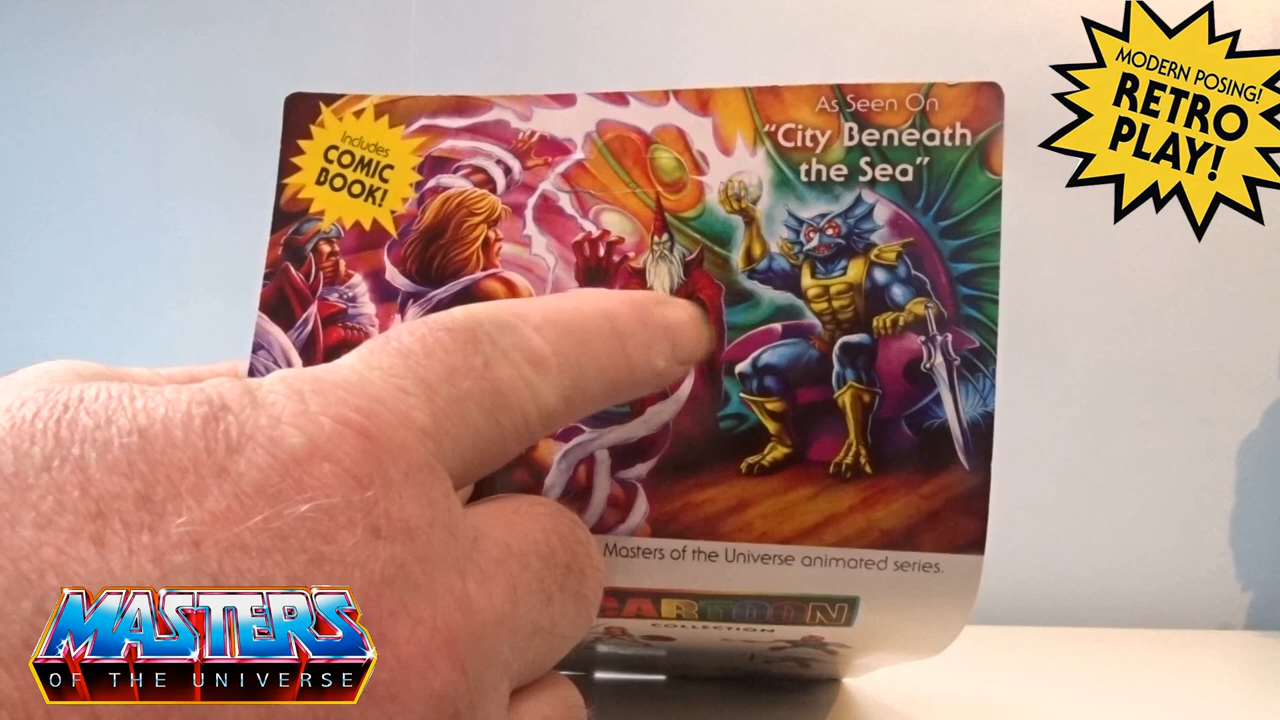 MODERN POSING!
RETRO
PLAY!
Includes
COMIC
BOOK!
As Seen On
“City Beneath
the Sea”
Masters of the Universe animated series.
CARTOON
COLLECTION
MASTERS
OF THE UNIVERSE